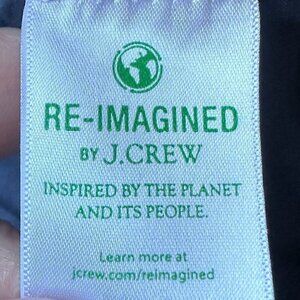 RE-IMAGINED
BY J.CREW
INSPIRED BY THE PLANET
AND ITS PEOPLE.
Learn more at
jcrew.com/reimagined